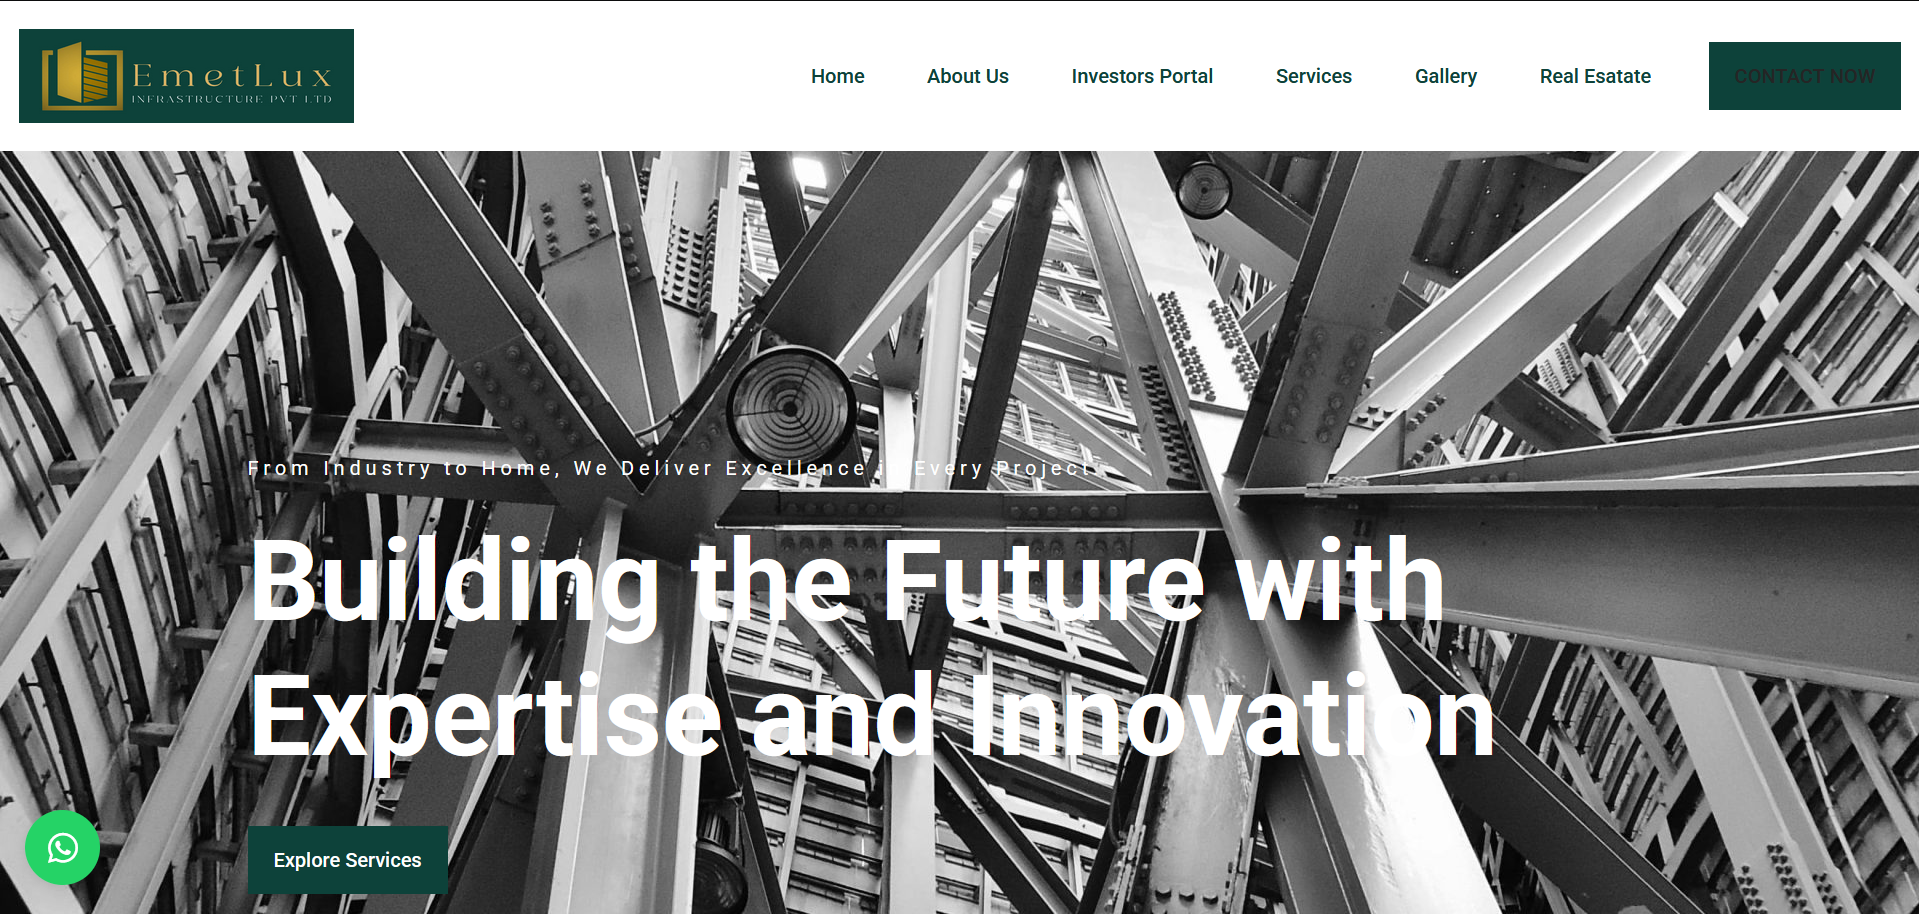 EmetLux
INFRASTRUCTURE PVT LTD
Home
About Us
Investors Portal
Services
Gallery
Real Esatate
CONTACT NOW
From Industry to Home, We Deliver Excellence in Every Project
Building the Future with
Expertise and Innovation
Explore Services